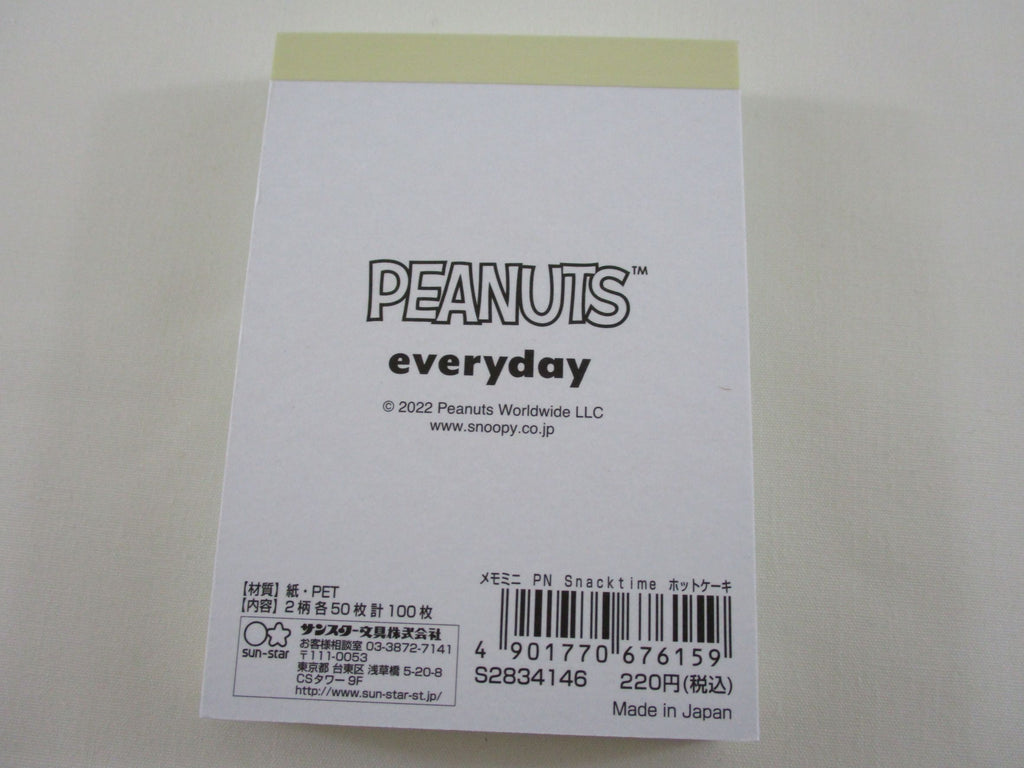 PEANUTS™
everyday
© 2022 Peanuts Worldwide LLC
www.snoopy.co.jp
【材質】紙・PET
【内容】2柄各50枚計100枚
sun-star
サンスター文具株式会社
お客様相談室 03-3872-7141
〒111-0053
東京都 台東区 浅草橋 5-20-8
CSタワー 9F
http://www.sun-star-st.jp/
メモミニ PN Snacktime ホットケーキ
4 901770 676159
S2834146 220円(税込)
Made in Japan